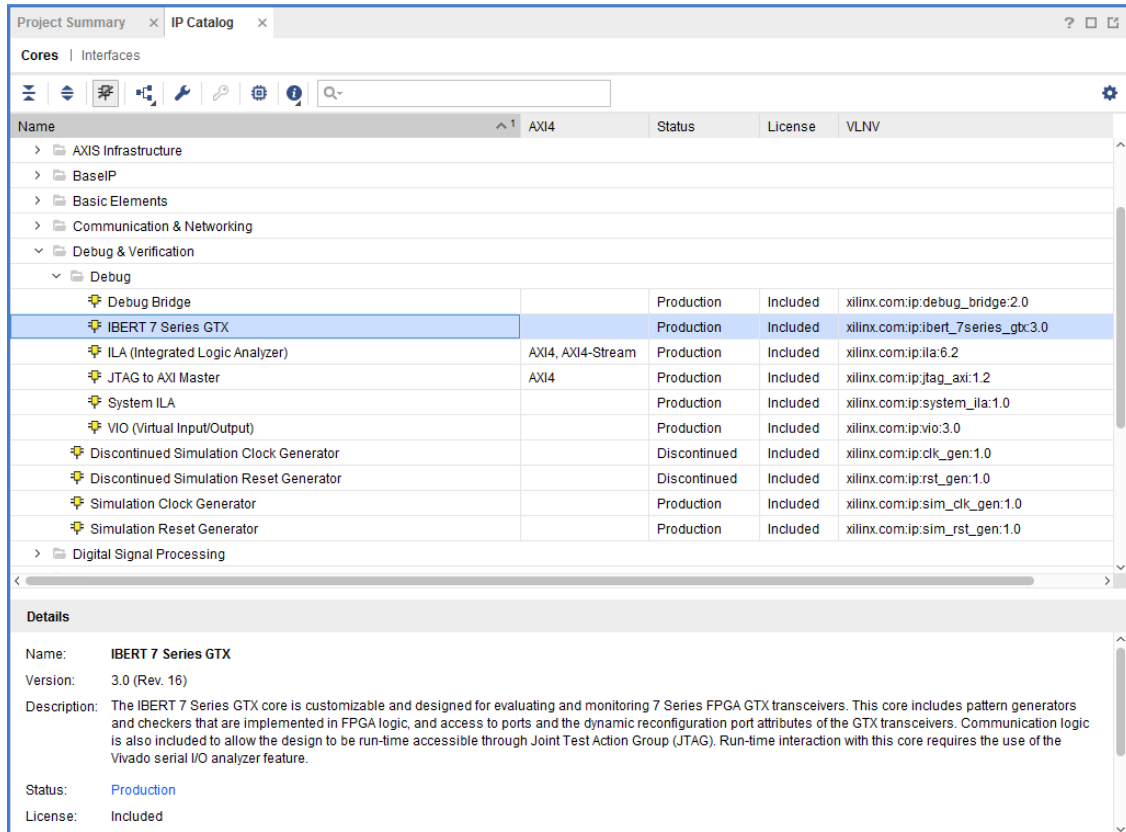 Project Summary × IP Catalog × ?
Cores | Interfaces
Q-
Name 1 AXI4 Status License VLNV
AXIS Infrastructure
BaseIP
Basic Elements
Communication & Networking
Debug & Verification
Debug
Debug Bridge Production Included xilinx.com:ip:debug_bridge:2.0
IBERT 7 Series GTX Production Included xilinx.com:ip:ibert_7series_gtx:3.0
ILA (Integrated Logic Analyzer) AXI4, AXI4-Stream Production Included xilinx.com:ip:ila:6.2
JTAG to AXI Master AXI4 Production Included xilinx.com:ip:jtag_axi:1.2
System ILA Production Included xilinx.com:ip:system_ila:1.0
VIO (Virtual Input/Output) Production Included xilinx.com:ip:vio:3.0
Discontinued Simulation Clock Generator Discontinued Included xilinx.com:ip:clk_gen:1.0
Discontinued Simulation Reset Generator Discontinued Included xilinx.com:ip:rst_gen:1.0
Simulation Clock Generator Production Included xilinx.com:ip:sim_clk_gen:1.0
Simulation Reset Generator Production Included xilinx.com:ip:sim_rst_gen:1.0
Digital Signal Processing
Details
Name: IBERT 7 Series GTX
Version: 3.0 (Rev. 16)
Description: The IBERT 7 Series GTX core is customizable and designed for evaluating and monitoring 7 Series FPGA GTX transceivers. This core includes pattern generators
and checkers that are implemented in FPGA logic, and access to ports and the dynamic reconfiguration port attributes of the GTX transceivers. Communication logic
is also included to allow the design to be run-time accessible through Joint Test Action Group (JTAG). Run-time interaction with this core requires the use of the
Vivado serial I/O analyzer feature.
Status: Production
License: Included